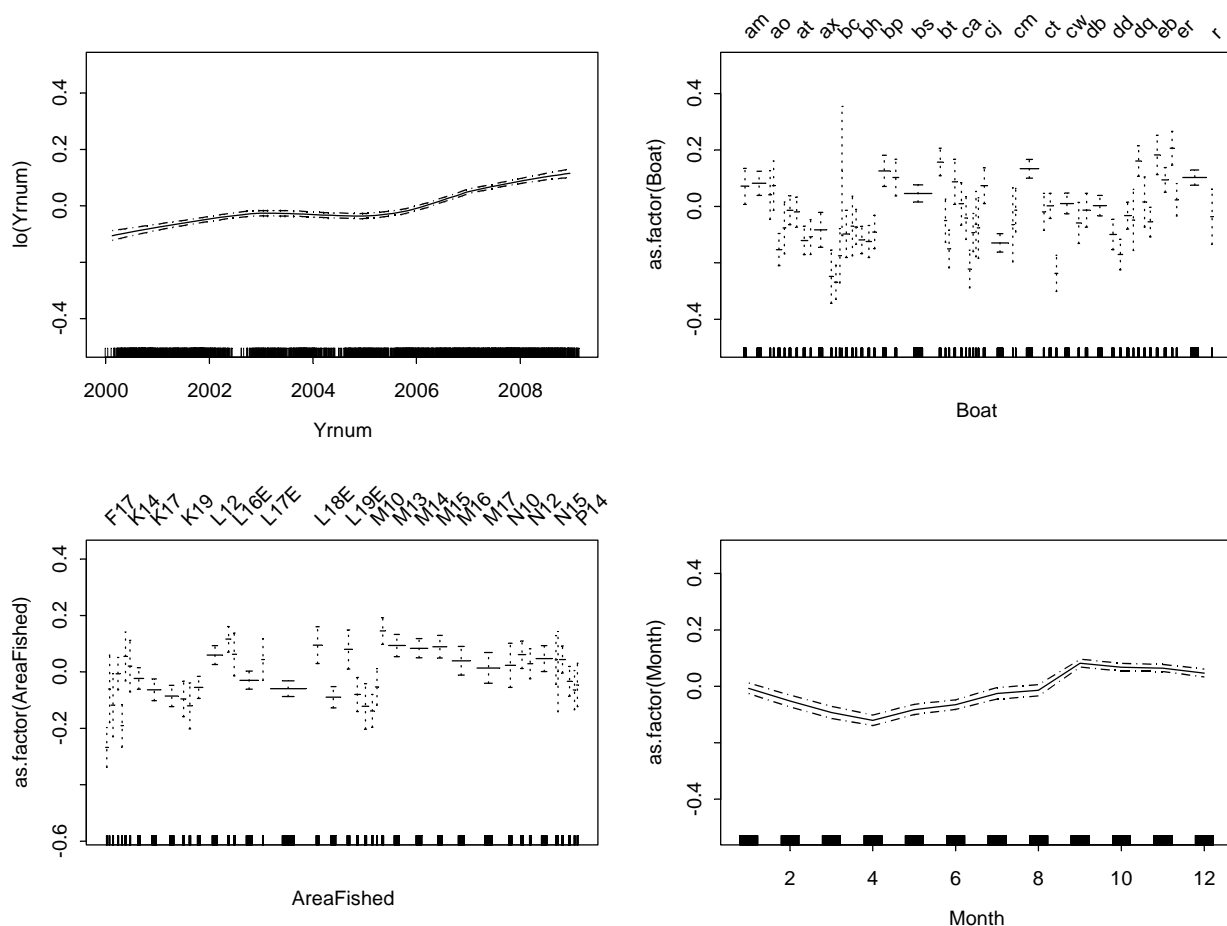 0.4
0.2
0.0
-0.4
lo(Yrnum)
2000 2002 2004 2006 2008
Yrnum
am ao at ax bc bh bp bs bt ca cj cm ct cw db dd dq eb er r
0.4
0.2
0.0
-0.4
as.factor(Boat)
Boat
F17 K14 K17 K19 L12 L16E L17E L18E L19E M10 M13 M14 M15 M16 M17 N10 N12 N15 P14
0.4
0.2
0.0
-0.2
-0.6
as.factor(AreaFished)
AreaFished
0.4
0.2
0.0
-0.4
as.factor(Month)
2 4 6 8 10 12
Month